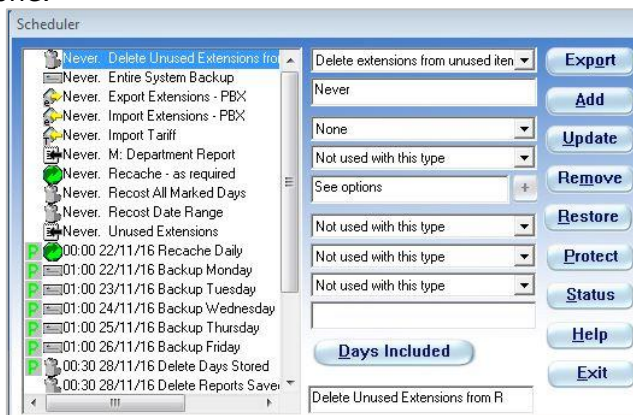 one.
Scheduler
Never. Delete Unused Extensions fro
Never. Entire System Backup
Never. Export Extensions - PBX
Never. Import Extensions - PBX
Never. Import Tariff
Never. M: Department Report
Never. Recache - as required
Never. Recost All Marked Days
Never. Recost Date Range
Never. Unused Extensions
P 00:00 22/11/16 Recache Daily
P 01:00 22/11/16 Backup Monday
P 01:00 23/11/16 Backup Tuesday
P 01:00 24/11/16 Backup Wednesday
P 01:00 25/11/16 Backup Thursday
P 01:00 26/11/16 Backup Friday
P 00:30 28/11/16 Delete Days Stored
00:30 28/11/16 Delete Reports Save
Delete extensions from unused iten
Never
None
Not used with this type
See options
+
Not used with this type
Not used with this type
Not used with this type
Days Included
Delete Unused Extensions from R
Export
Add
Update
Remove
Restore
Protect
Status
Help
Exit